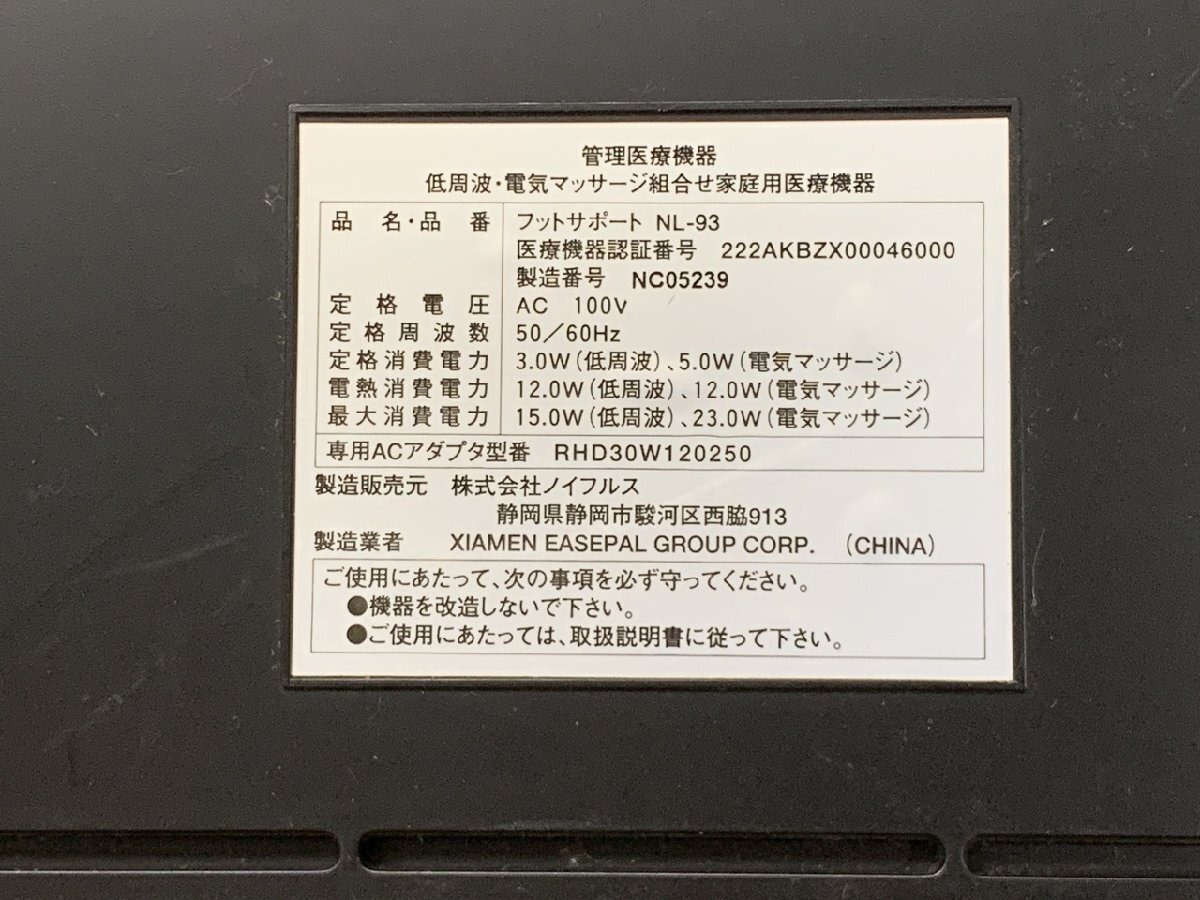 管理医療機器
低周波・電気マッサージ組合せ家庭用医療機器
品名・品番 フットサポート NL-93
医療機器認証番号 222AKBZX00046000
製造番号 NC05239
定格電圧 AC 100V
定格周波数 50/60Hz
定格消費電力 3.0W(低周波)、5.0W(電気マッサージ)
電熱消費電力 12.0W(低周波)、12.0W(電気マッサージ)
最大消費電力 15.0W(低周波)、23.0W(電気マッサージ)
専用ACアダプタ型番 RHD30W120250
製造販売元 株式会社ノイフルス
静岡県静岡市駿河区西脇913
製造業者 XIAMEN EASEPAL GROUP CORP. (CHINA)
ご使用にあたって、次の事項を必ず守ってください。
●機器を改造しないで下さい。
●ご使用にあたっては、取扱説明書に従って下さい。